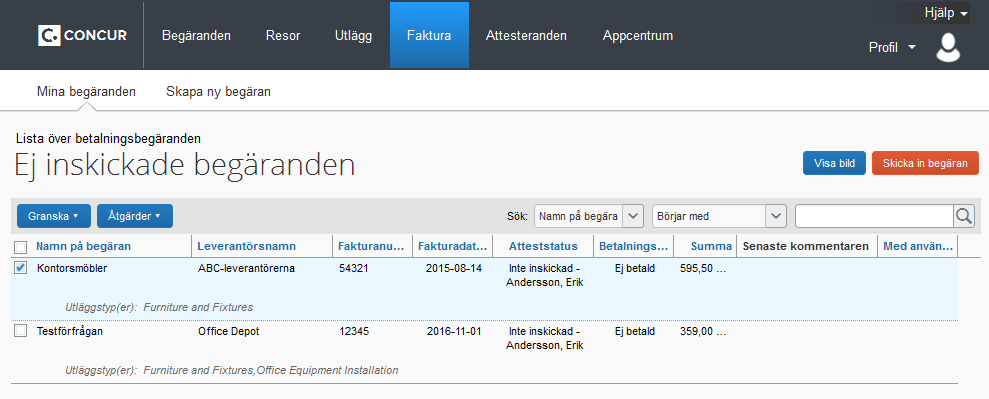 Hjälp
C. CONCUR Begäranden Resor Utlägg Faktura Attesteranden Appcentrum Profil
Mina begäranden Skapa ny begäran
Lista över betalningsbegäranden
Ej inskickade begäranden
Visa bild Skicka in begäran
Granska Åtgärder Sök: Namn på begära Börjar med
Namn på begäran Leverantörsnamn Fakturanu... Fakturadat... Atteststatus Betalnings... Summa Senaste kommentaren Med använ...
Kontorsmöbler ABC-leverantörerna 54321 2015-08-14 Inte inskickad - Ej betald 595,50 ...
Andersson, Erik
Utläggstyp(er): Furniture and Fixtures
Testförfrågan Office Depot 12345 2016-11-01 Inte inskickad - Ej betald 359,00 ...
Andersson, Erik
Utläggstyp(er): Furniture and Fixtures,Office Equipment Installation